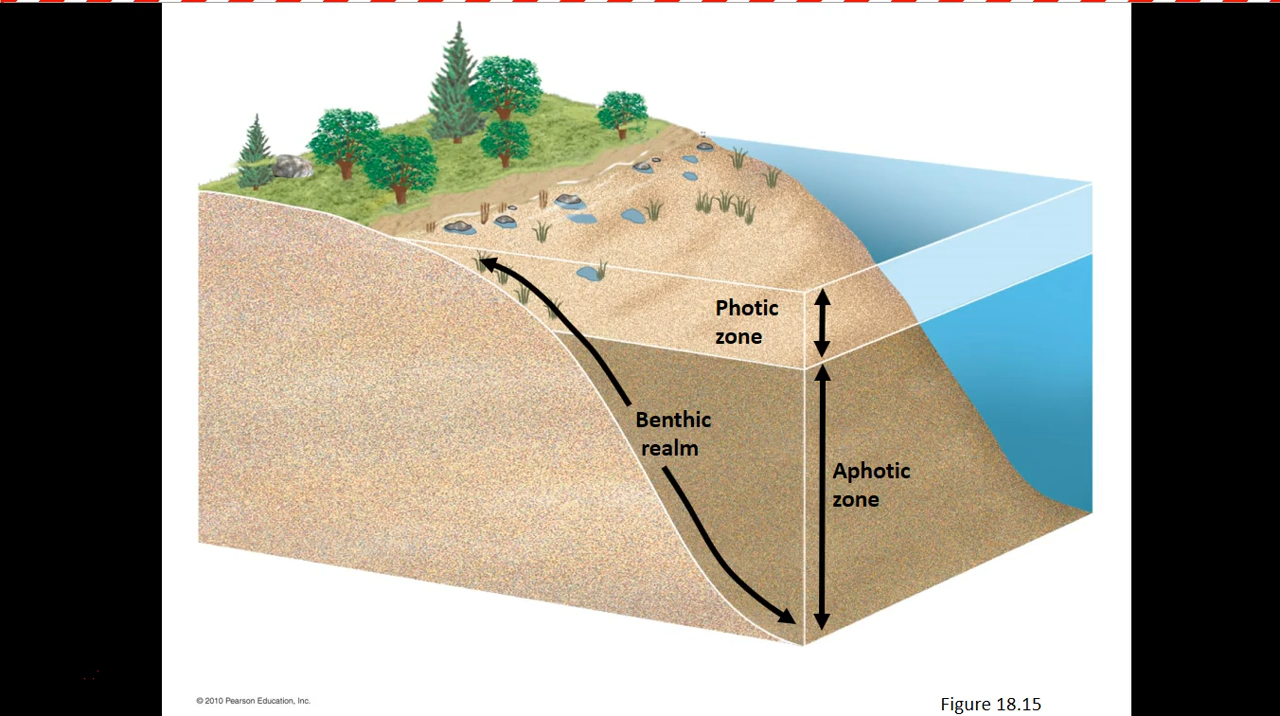 Photic
zone
Benthic
realm
Aphotic
zone
© 2010 Pearson Education, Inc.
Figure 18.15